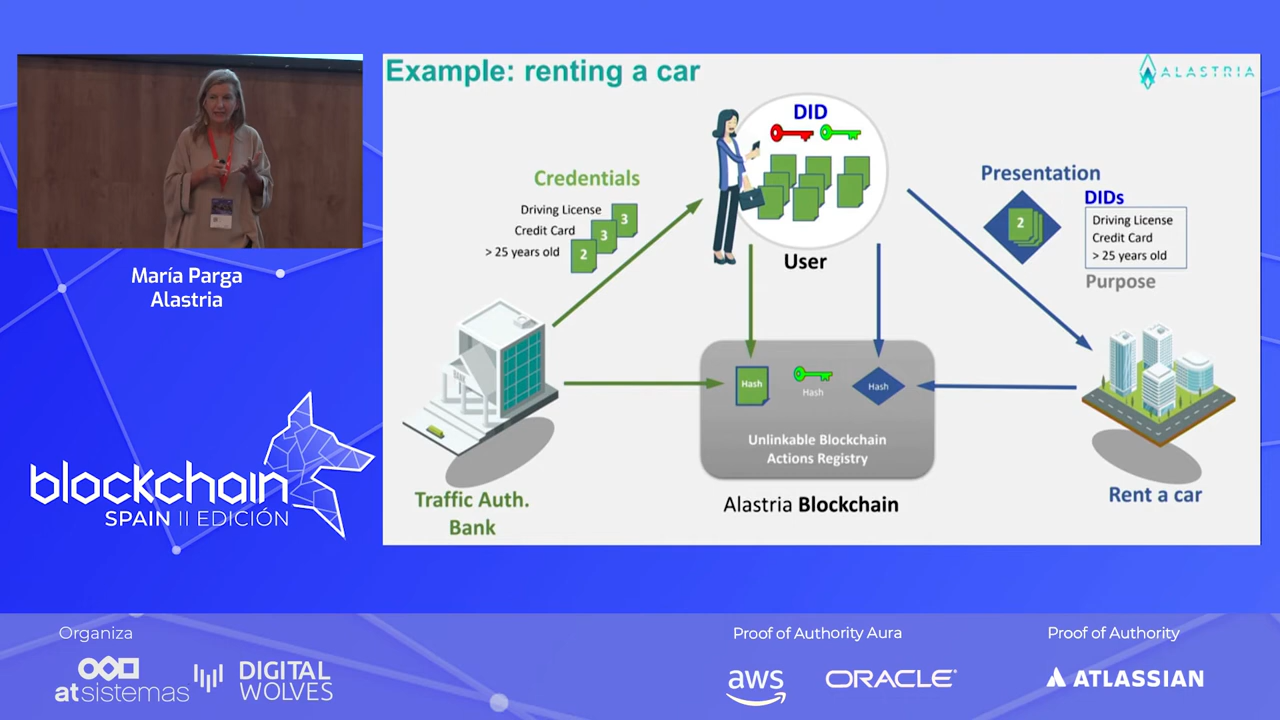 Example: renting a car
ALASTRIA
DID
Credentials
Driving License
Credit Card
> 25 years old
3
3
2
User
Presentation
2
DIDs
Driving License
Credit Card
> 25 years old
Purpose
Hash
Hash
Hash
Unlinkable Blockchain
Actions Registry
Alastria Blockchain
Traffic Auth.
Bank
Rent a car
María Parga
Alastria
blockchain
SPAIN II EDICIÓN
Organiza
atsistemas
DIGITAL
WOLVES
Proof of Authority Aura
aws
ORACLE
Proof of Authority
ATLASSIAN